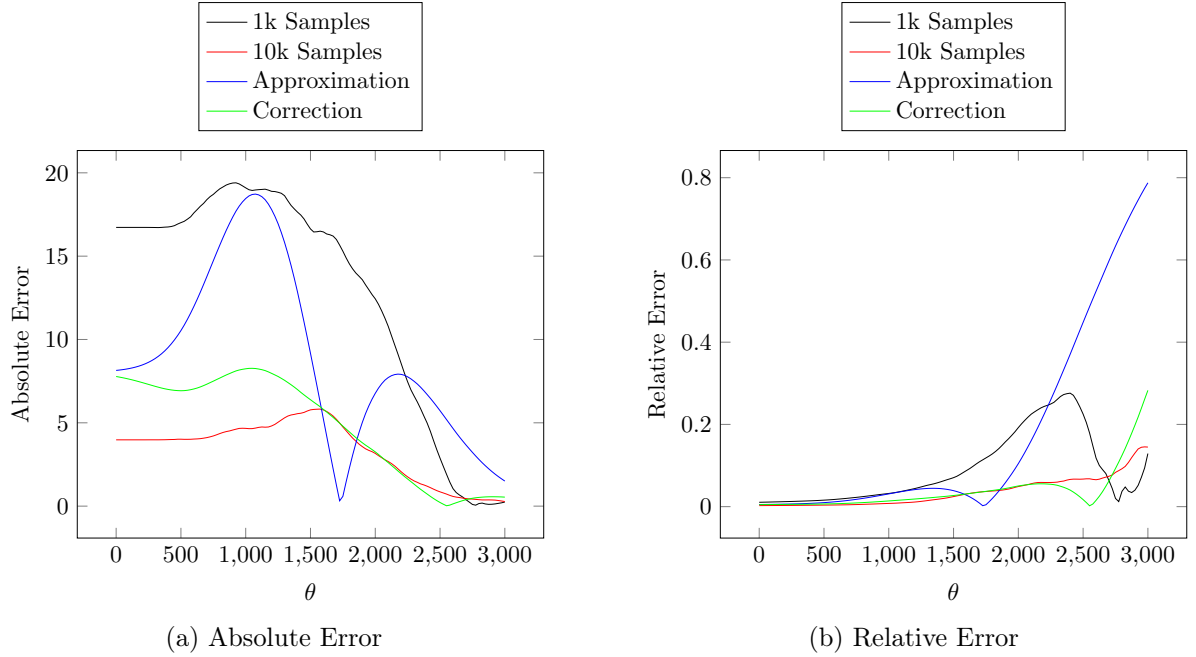 1k Samples
10k Samples
Approximation
Correction
20
15
10
5
0
Absolute Error
0 500 1,000 1,500 2,000 2,500 3,000
θ
(a) Absolute Error
1k Samples
10k Samples
Approximation
Correction
0.8
0.6
0.4
0.2
0
Relative Error
0 500 1,000 1,500 2,000 2,500 3,000
θ
(b) Relative Error